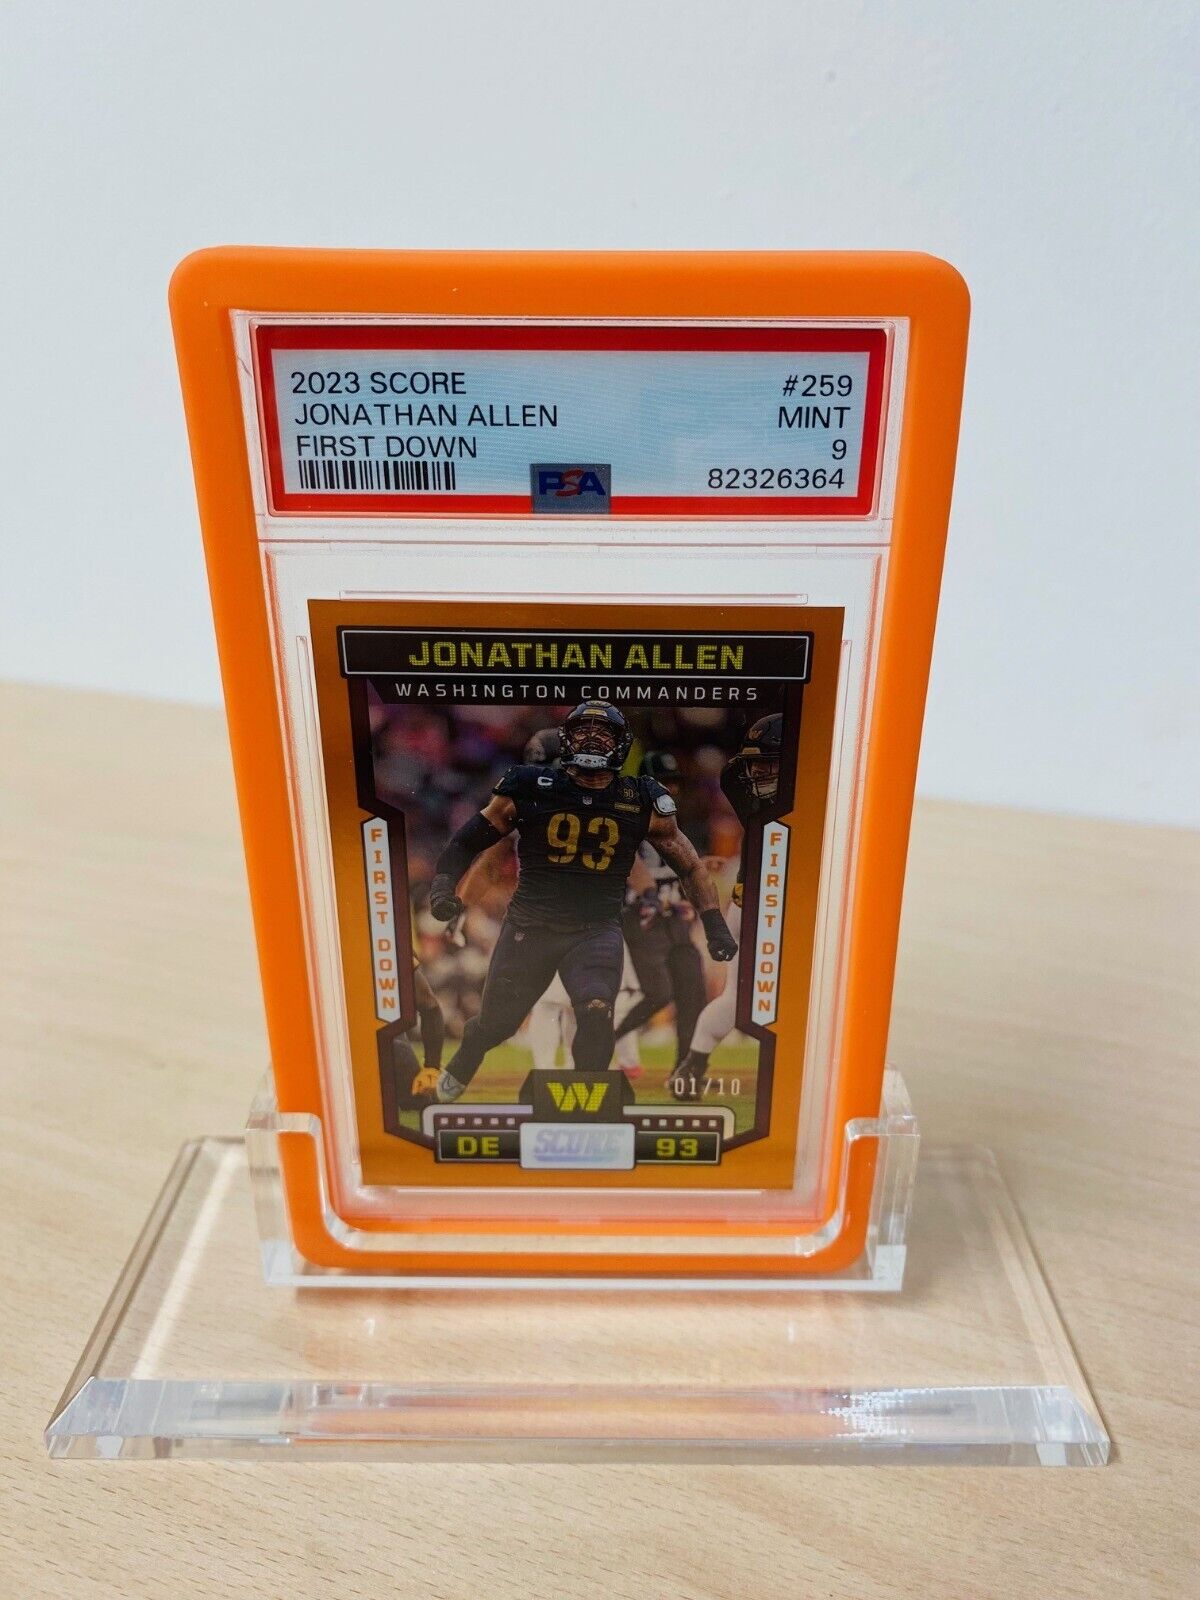 2023 SCORE #259
JONATHAN ALLEN MINT
FIRST DOWN 9
PSA 82326364
JONATHAN ALLEN
WASHINGTON COMMANDERS
C
93
FIRST DOWN
FIRST DOWN
W
01/10
DE SCORE 93